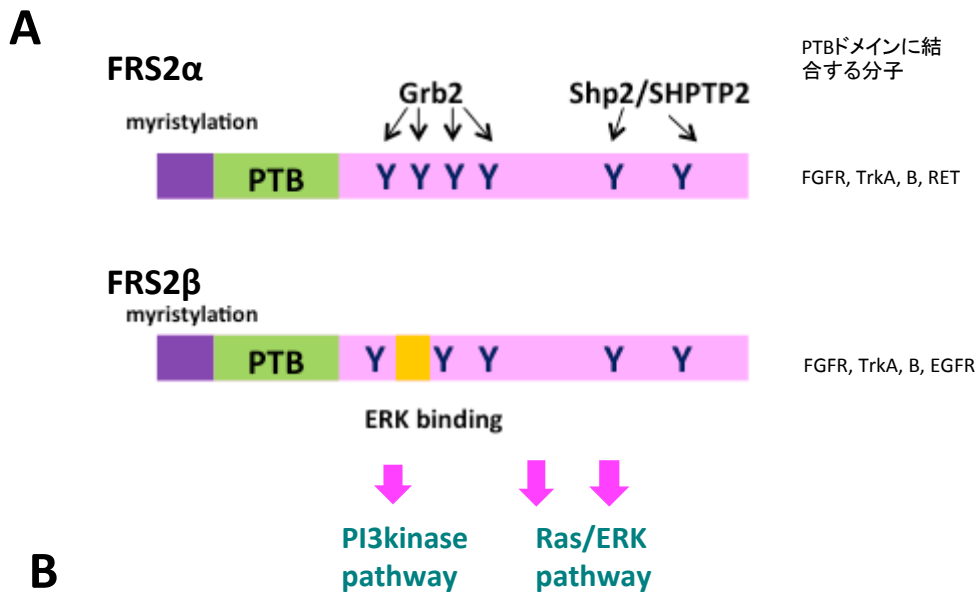 A
PTBドメインに結
合する分子
FRS2α
Grb2
Shp2/SHPTP2
myristylation
PTB
Y Y Y Y Y Y
FGFR, TrkA, B, RET
FRS2β
myristylation
PTB
Y Y Y Y Y
FGFR, TrkA, B, EGFR
ERK binding
PI3kinase
pathway
Ras/ERK
pathway
B